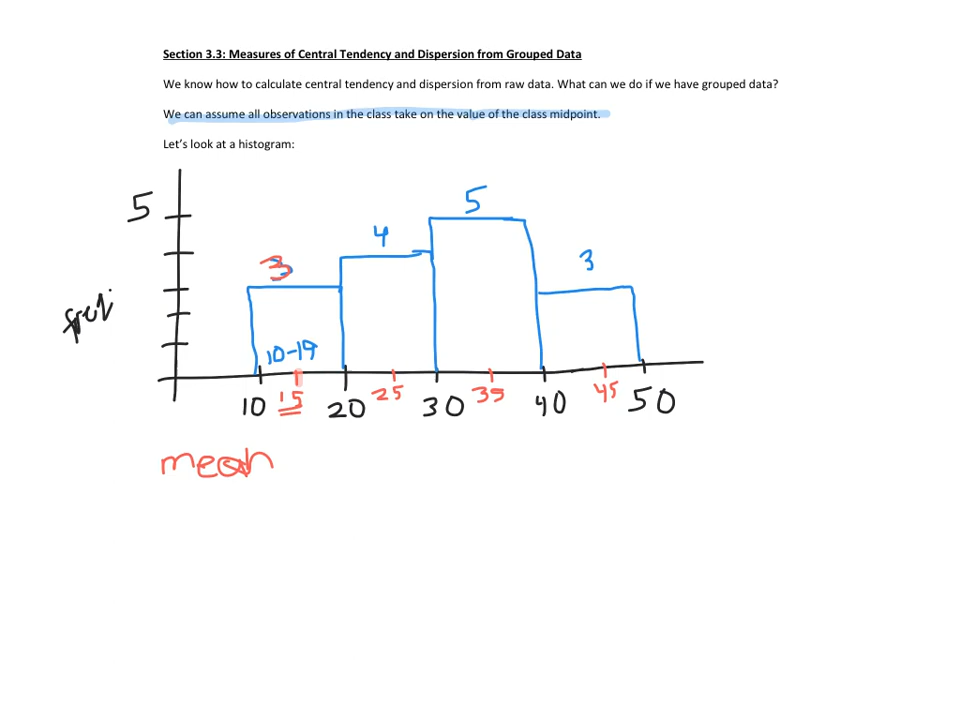 Section 3.3: Measures of Central Tendency and Dispersion from Grouped Data
We know how to calculate central tendency and dispersion from raw data. What can we do if we have grouped data?
We can assume all observations in the class take on the value of the class midpoint.
Let's look at a histogram:
5
5
4
3
3
10-19
10 15 20 25 30 35 40 45 50
mean